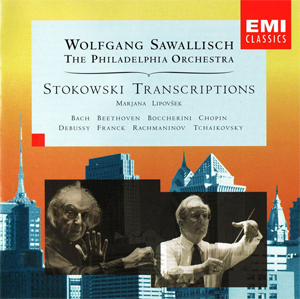 EMI
CLASSICS
WOLFGANG SAWALLISCH
THE PHILADELPHIA ORCHESTRA
STOKOWSKI TRANSCRIPTIONS
MARJANA LIPOVŠEK
BACH BEETHOVEN BOCCHERINI CHOPIN
DEBUSSY FRANCK RACHMANINOV TCHAIKOVSKY